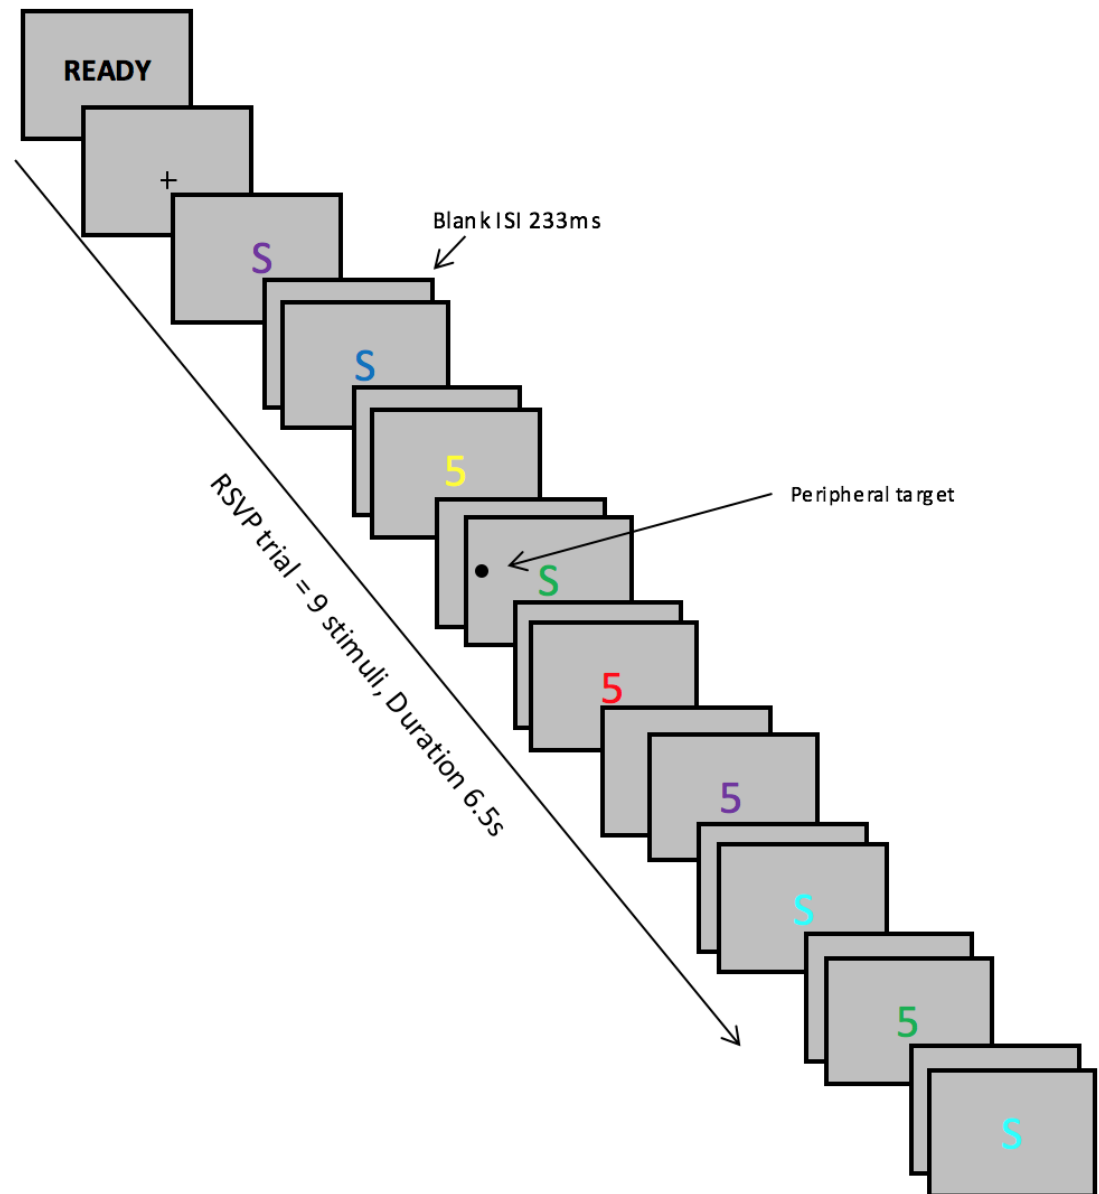 READY
+
S
Blank ISI 233ms
S
5
Peripheral target
S
5
5
S
5
S
RSVP trial = 9 stimuli, Duration 6.5s